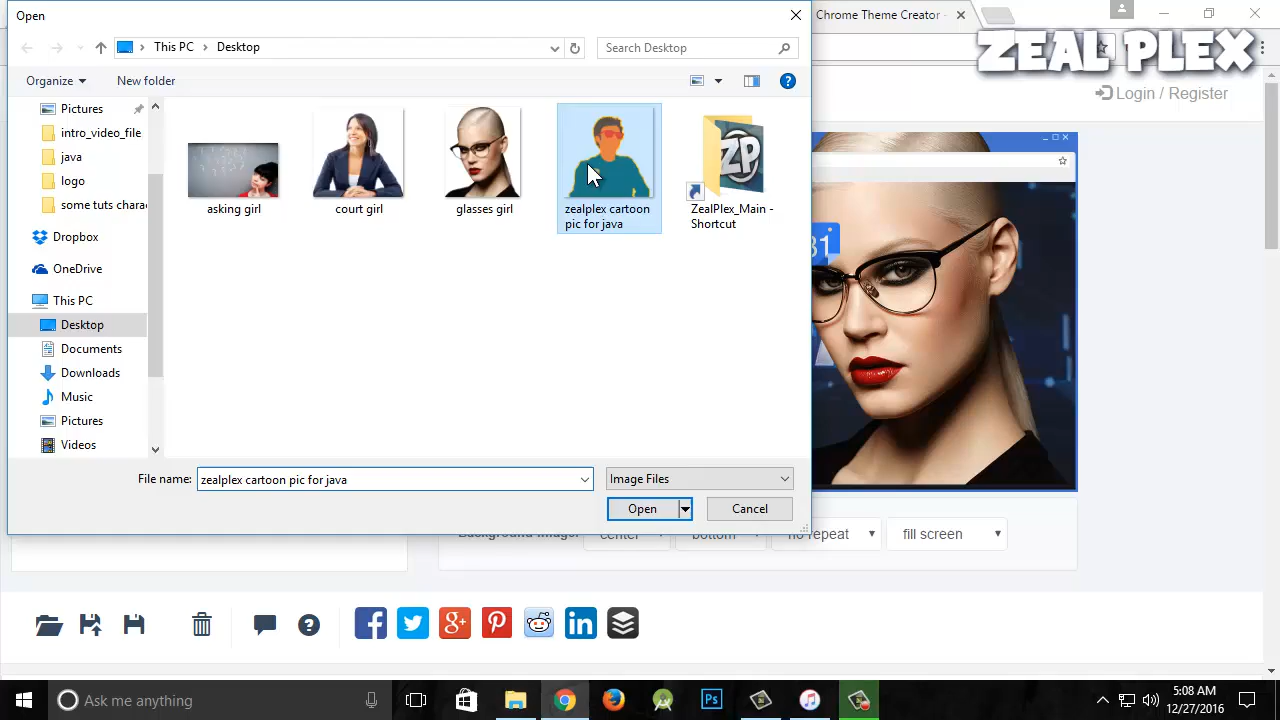 Open
Chrome Theme Creator -
ZEAL PLEX
This PC
Desktop
Search Desktop
Organize
New folder
Login / Register
Pictures
intro_video_file
java
logo
some tuts chara
Dropbox
OneDrive
This PC
Desktop
Documents
Downloads
Music
Pictures
Videos
asking girl
court girl
glasses girl
zealplex cartoon
pic for java
ZealPlex_Main -
Shortcut
ZP
31
File name:
zealplex cartoon pic for java
Image Files
Open
Cancel
Background Image:
center
bottom
no repeat
fill screen
Ask me anything
Ps
5:08 AM
12/27/2016